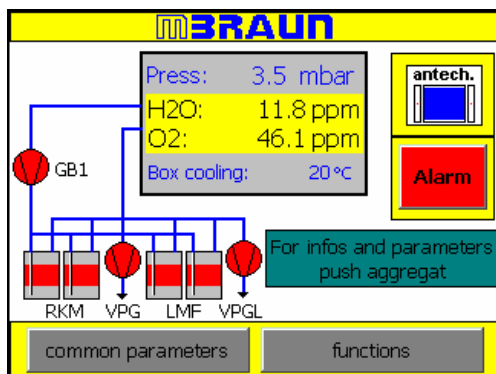 mBRAUN
Press: 3.5 mbar
H2O: 11.8 ppm
O2: 46.1 ppm
Box cooling: 20 °C
antech.
Alarm
GB1
For infos and parameters
push aggregat
RKM VPG LMF VPGL
common parameters functions